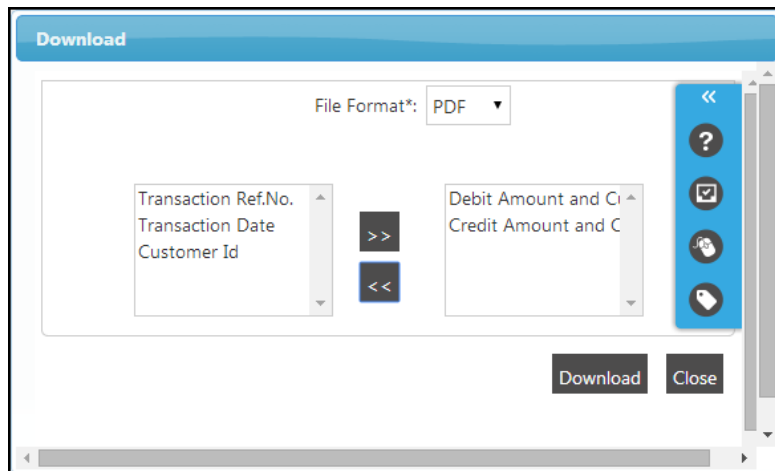 Download
File Format*: PDF
«
?
Transaction Ref.No.
Transaction Date
Customer Id
>>
<<
Debit Amount and
Credit Amount and C
Download
Close